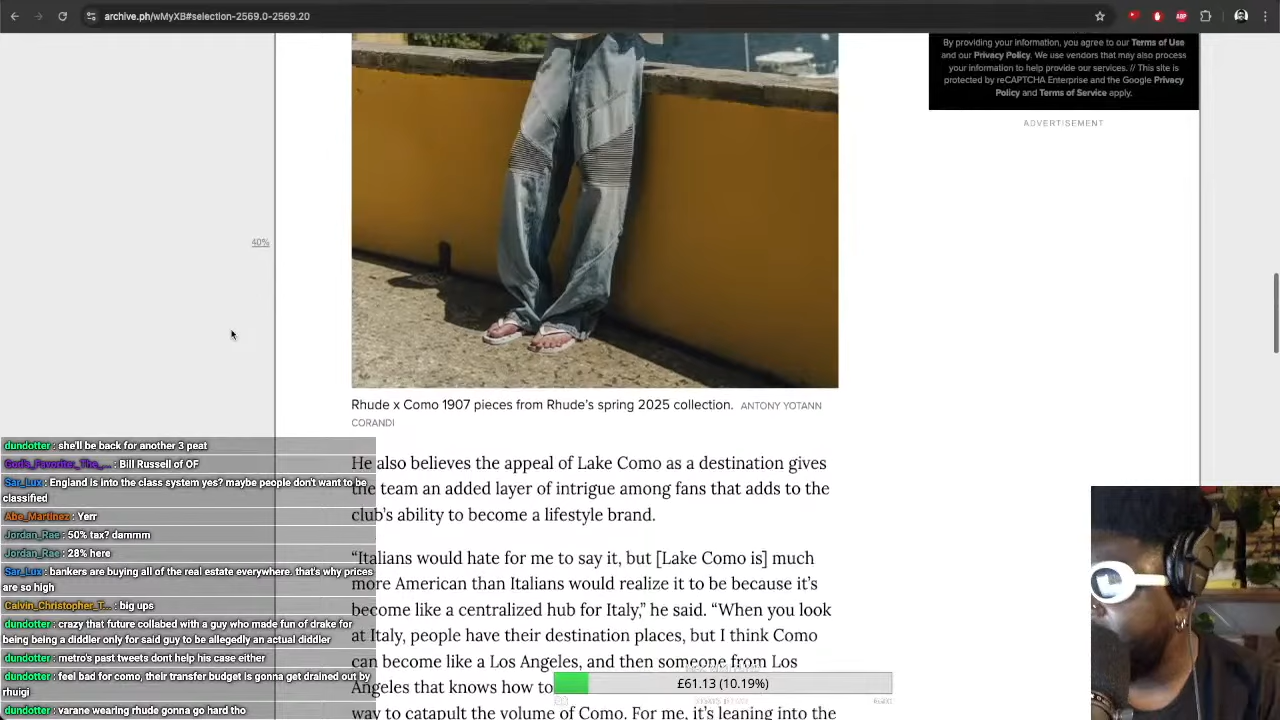 archive.ph/wMyXB#selection-2569.0-2569.20
ABP
By providing your information, you agree to our Terms of Use
and our Privacy Policy. We use vendors that may also process
your information to help provide our services. // This site is
protected by reCAPTCHA Enterprise and the Google Privacy
Policy and Terms of Service apply.
ADVERTISEMENT
40%
Rhude x Como 1907 pieces from Rhude’s spring 2025 collection. ANTONY YOTANN
CORANDI
He also believes the appeal of Lake Como as a destination gives
the team an added layer of intrigue among fans that adds to the
club’s ability to become a lifestyle brand.
“Italians would hate for me to say it, but [Lake Como is] much
more American than Italians would realize it to be because it’s
become like a centralized hub for Italy,” he said. “When you look
at Italy, people have their destination places, but I think Como
can become like a Los Angeles, and then someone from Los
Angeles that knows how to
way to catapult the volume of Como. For me, it’s leaning into the
dundotter : she'll be back for another 3 peat
God's_Favorite_The_... : Bill Russell of OF
Sar_Lux : England is into the class system yes? maybe people don't want to be
classified
Abe_Martinez : Yerr
Jordan_Rae : 50% tax? dammm
Jordan_Rae : 28% here
Sar_Lux : bankers are buying all of the real estate everywhere. that's why prices
are so high
Calvin_Christopher_T... : big ups
dundotter : crazy that future collabed with a guy who made fun of drake for
being being a diddler only for said guy to be allegedly an actual diddler
dundotter : metro's past tweets dont help his case either
dundotter : feel bad for como, their transfer budget is gonna get drained out by
rhuigi
dundotter : varane wearing rhude gonna go hard tho
£61.13 (10.19%)